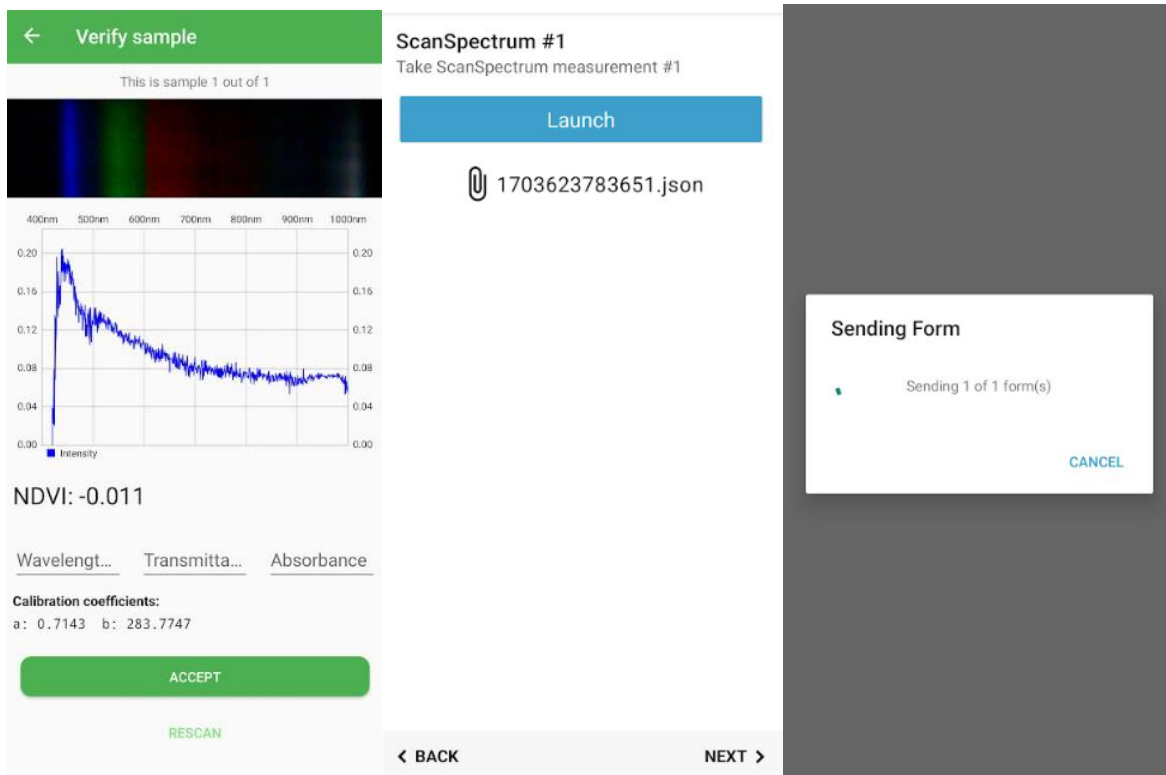 Verify sample
This is sample 1 out of 1
400nm 500nm 600nm 700nm 800nm 900nm 1000nm
0.20 0.20
0.16 0.16
0.12 0.12
0.08 0.08
0.04 0.04
0.00 0.00
Intensity
NDVI: -0.011
Wavelengt... Transmitta... Absorbance
Calibration coefficients:
a: 0.7143 b: 283.7747
ACCEPT
RESCAN
ScanSpectrum #1
Take ScanSpectrum measurement #1
Launch
1703623783651.json
BACK NEXT
Sending Form
Sending 1 of 1 form(s)
CANCEL